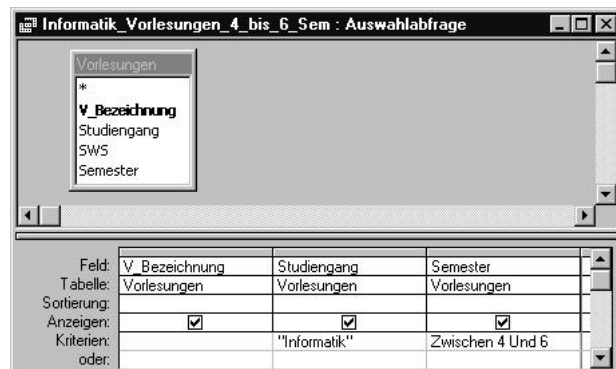 Informatik_Vorlesungen_4_bis_6_Sem : Auswahlabfrage
Vorlesungen
*
V_Bezeichnung
Studiengang
SWS
Semester
Feld: V_Bezeichnung Studiengang Semester
Tabelle: Vorlesungen Vorlesungen Vorlesungen
Sortierung:
Anzeigen:
Kriterien: "Informatik" Zwischen 4 Und 6
oder: